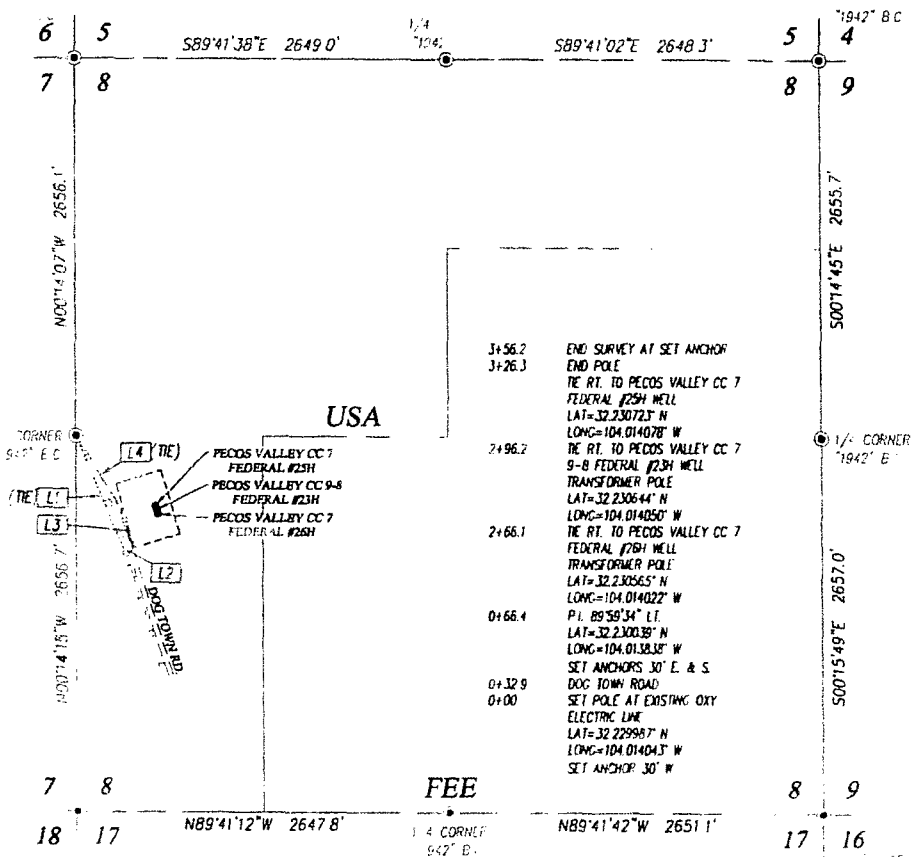 6 5
S89°41'38"E 2649.0'
1/4
S89°41'02"E 2648.3'
5 4
"1942" B.C.
7 8
8 9
N00°14'07"W 2656.1'
S00°14'45"E 2655.7'
3+56.2 END SURVEY AT SET ANCHOR
3+26.3 END POLE
TIE RT. TO PECOS VALLEY CC 7
FEDERAL #25H WELL
LAT=32.230723° N
LONG=104.014078° W
2+96.2 TIE RT. TO PECOS VALLEY CC 7
9-8 FEDERAL #23H WELL
TRANSFORMER POLE
LAT=32.230644° N
LONG=104.014050° W
2+66.1 TIE RT. TO PECOS VALLEY CC 7
FEDERAL #26H WELL
TRANSFORMER POLE
LAT=32.230565° N
LONG=104.014022° W
0+66.4 P.I. 89°59'34" LT.
LAT=32.230039° N
LONG=104.013838° W
SET ANCHORS 30' E. & S.
0+32.9 DOG TOWN ROAD
0+00 SET POLE AT EXISTING OXY
ELECTRIC LINE
LAT=32.229987° N
LONG=104.014043° W
SET ANCHOR 30' W
USA
CORNER
L4 (TIE)
PECOS VALLEY CC 7
FEDERAL #25H
PECOS VALLEY CC 9-8
FEDERAL #23H
PECOS VALLEY CC 7
FEDERAL #26H
(TIE) L1
L3
L2
DOG TOWN RD.
1/4 CORNER
"1942" B
N00°14'15"W 2656.7'
S00°15'49"E 2657.0'
7 8
FEE
8 9
18 17
N89°41'12"W 2647.8'
1/4 CORNER
N89°41'42"W 2651.1'
17 16